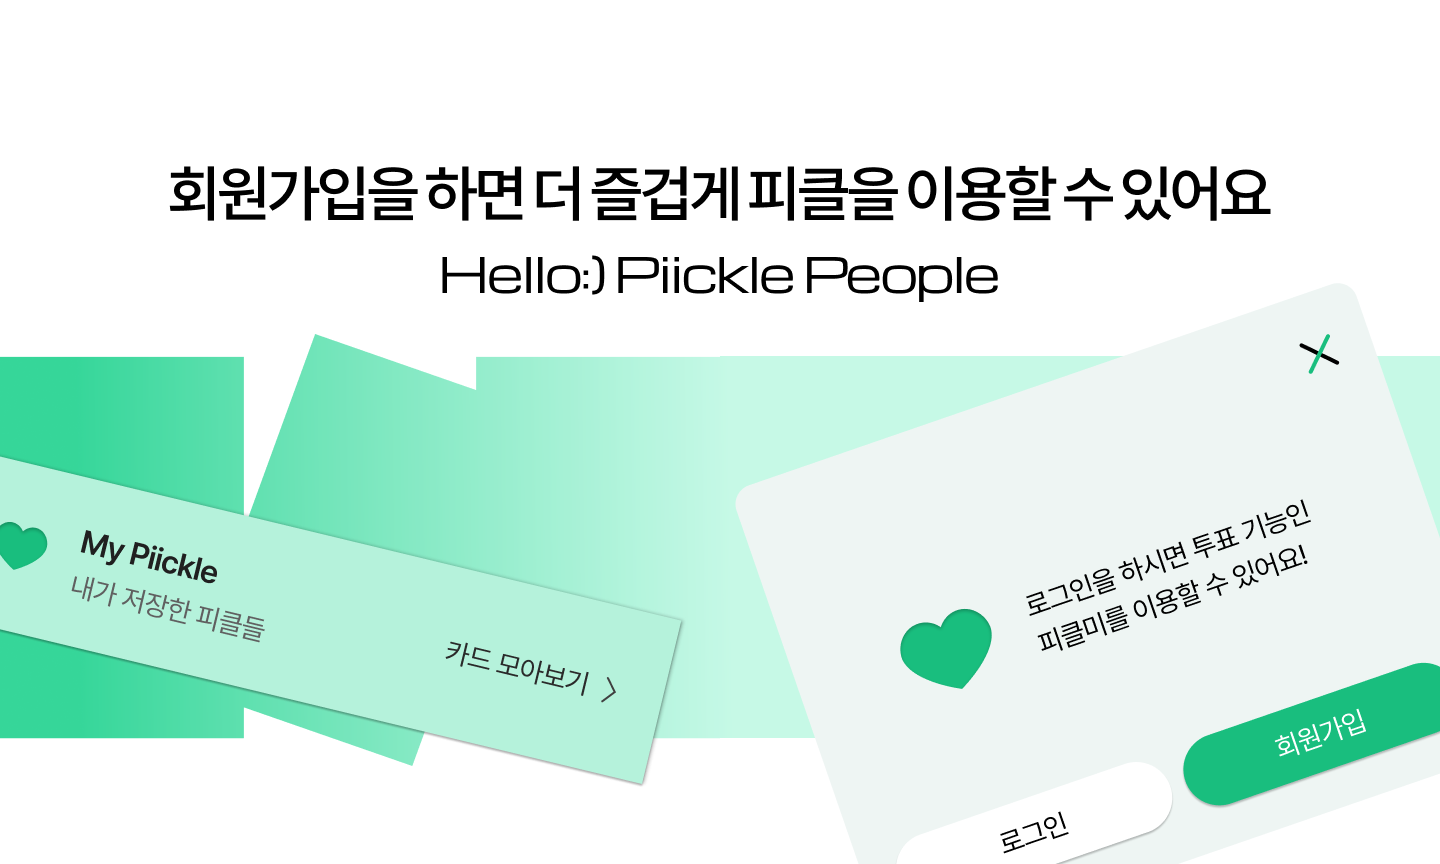 회원가입을 하면 더 즐겁게 피클을 이용할 수 있어요
Hello:) Piickle People
My Piickle
내가 저장한 피클들
카드 모아보기
로그인을 하시면 투표 기능인
피클미를 이용할 수 있어요!
회원가입
로그인